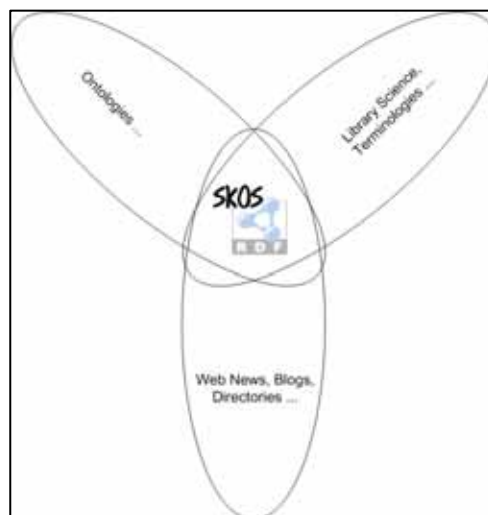 Ontologies ...
Library Science,
Terminologies ...
SKOS
RDF
Web News, Blogs,
Directories ...